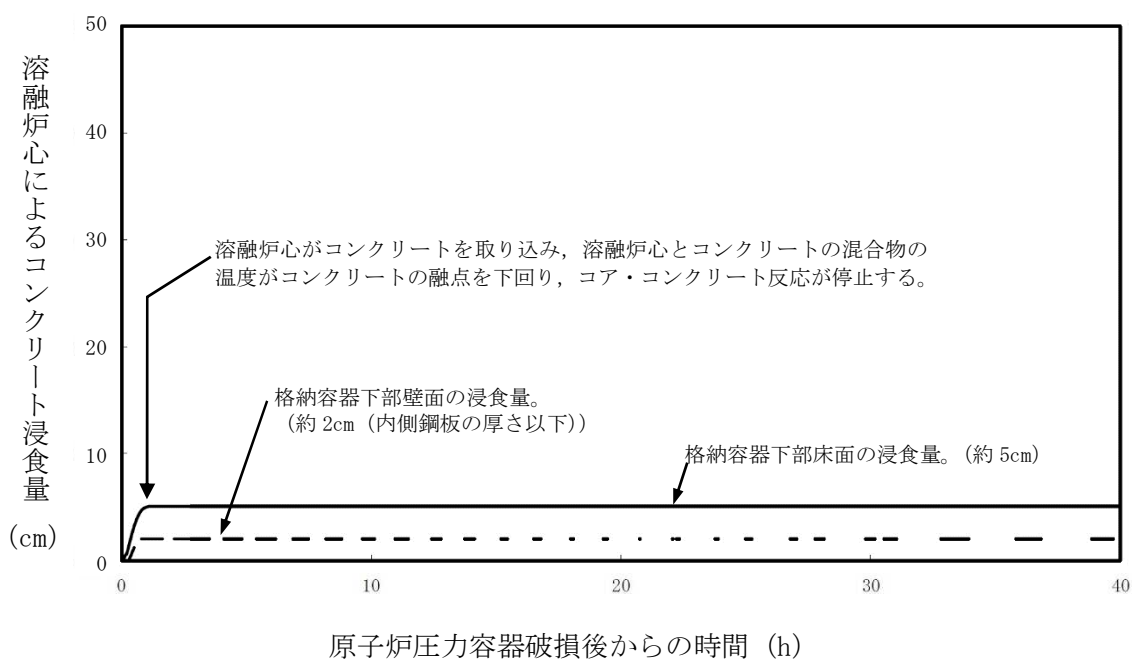 溶融炉心によるコンクリート浸食量
(cm)
50
40
30
20
10
0
溶融炉心がコンクリートを取り込み，溶融炉心とコンクリートの混合物の
温度がコンクリートの融点を下回り，コア・コンクリート反応が停止する。
格納容器下部壁面の浸食量。
（約 2cm（内側鋼板の厚さ以下））
格納容器下部床面の浸食量。（約 5cm）
0 10 20 30 40
原子炉圧力容器破損後からの時間 (h)